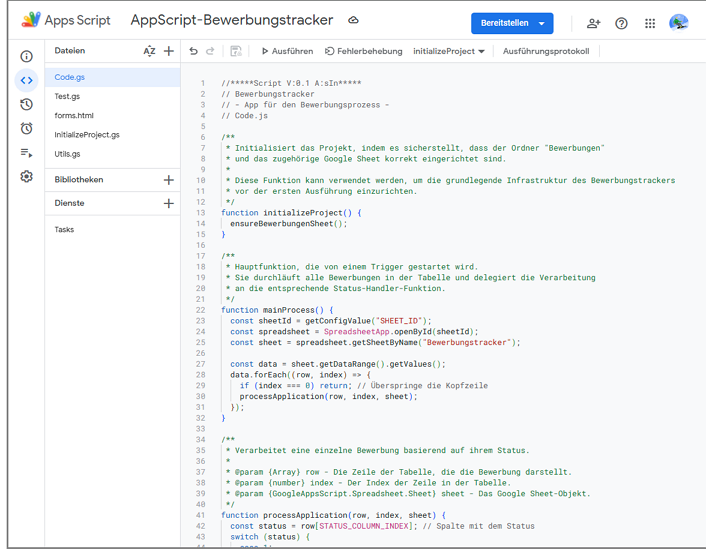 Apps Script AppScript-Bewerbungstracker
Bereitstellen
Dateien
AZ
Ausführen
Fehlerbehebung
initializeProject
Ausführungsprotokoll
Code.gs
Test.gs
forms.html
InitializeProject.gs
Utils.gs
Bibliotheken
Dienste
Tasks
1 //*****Script V:0.1 A:sIn*****
2 // Bewerbungstracker
3 // - App für den Bewerbungsprozess -
4 // Code.js
5
6 /**
7 * Initialisiert das Projekt, indem es sicherstellt, dass der Ordner "Bewerbungen"
8 * und das zugehörige Google Sheet korrekt eingerichtet sind.
9 *
10 * Diese Funktion kann verwendet werden, um die grundlegende Infrastruktur des Bewerbungstrackers
11 * vor der ersten Ausführung einzurichten.
12 */
13 function initializeProject() {
14 ensureBewerbungenSheet();
15 }
16
17 /**
18 * Hauptfunktion, die von einem Trigger gestartet wird.
19 * Sie durchläuft alle Bewerbungen in der Tabelle und delegiert die Verarbeitung
20 * an die entsprechende Status-Handler-Funktion.
21 */
22 function mainProcess() {
23 const sheetId = getConfigValue("SHEET_ID");
24 const spreadsheet = SpreadsheetApp.openById(sheetId);
25 const sheet = spreadsheet.getSheetByName("Bewerbungstracker");
26
27 const data = sheet.getDataRange().getValues();
28 data.forEach((row, index) => {
29 if (index === 0) return; // Überspringe die Kopfzeile
30 processApplication(row, index, sheet);
31 });
32 }
33
34 /**
35 * Verarbeitet eine einzelne Bewerbung basierend auf ihrem Status.
36 *
37 * @param {Array} row - Die Zeile der Tabelle, die die Bewerbung darstellt.
38 * @param {number} index - Der Index der Zeile in der Tabelle.
39 * @param {GoogleAppsScript.Spreadsheet.Sheet} sheet - Das Google Sheet-Objekt.
40 */
41 function processApplication(row, index, sheet) {
42 const status = row[STATUS_COLUMN_INDEX]; // Spalte mit dem Status
43 switch (status) {